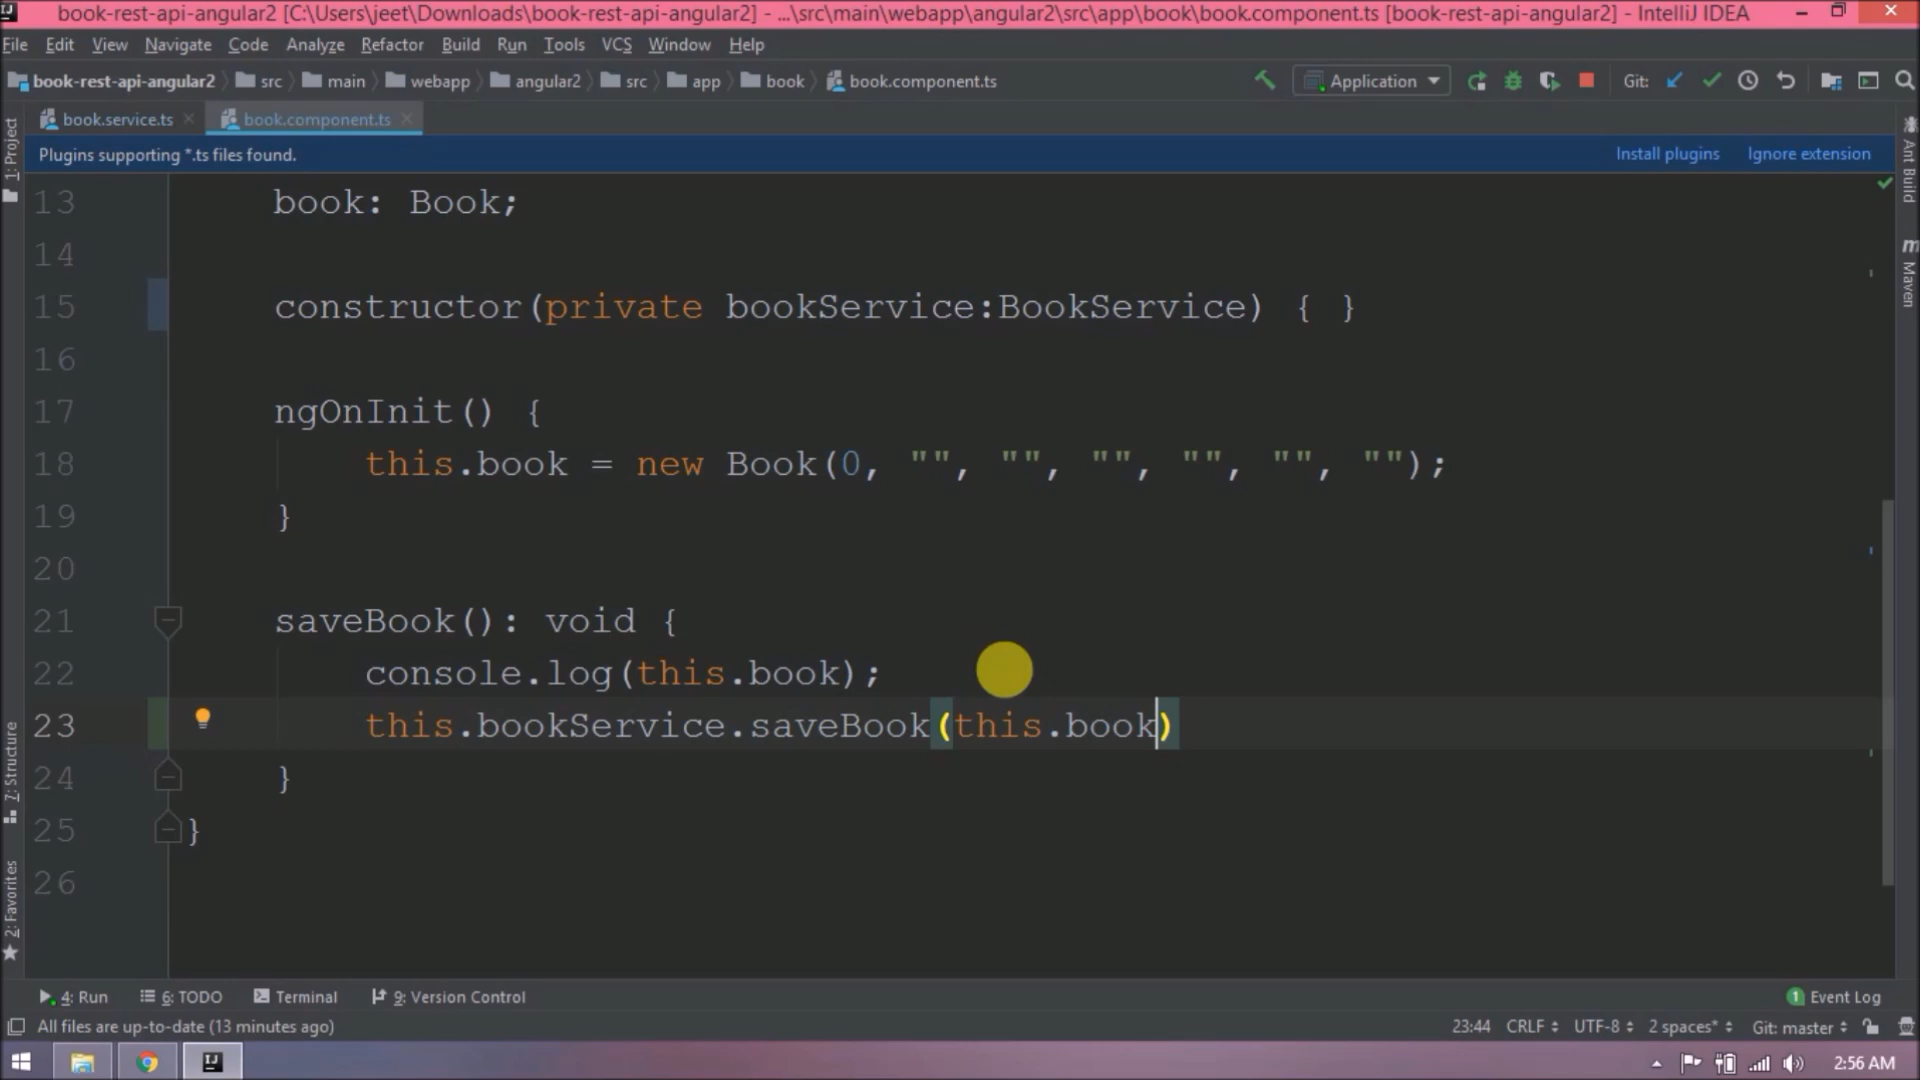 book-rest-api-angular2 [C:\Users\jeet\Downloads\book-rest-api-angular2] - ...\src\main\webapp\angular2\src\app\book\book.component.ts [book-rest-api-angular2] - IntelliJ IDEA
File Edit View Navigate Code Analyze Refactor Build Run Tools VCS Window Help
book-rest-api-angular2 src main webapp angular2 src app book book.component.ts Application Git:
book.service.ts book.component.ts
Plugins supporting *.ts files found. Install plugins Ignore extension
1: Project
Ant Build
Maven
7: Structure
2: Favorites
13 book: Book;
14
15 constructor(private bookService:BookService) { }
16
17 ngOnInit() {
18 this.book = new Book(0, "", "", "", "", "", "");
19 }
20
21 saveBook(): void {
22 console.log(this.book);
23 this.bookService.saveBook(this.book)
24 }
25 }
26
4: Run 6: TODO Terminal 9: Version Control 1 Event Log
All files are up-to-date (13 minutes ago) 23:44 CRLF UTF-8 2 spaces* Git: master
2:56 AM